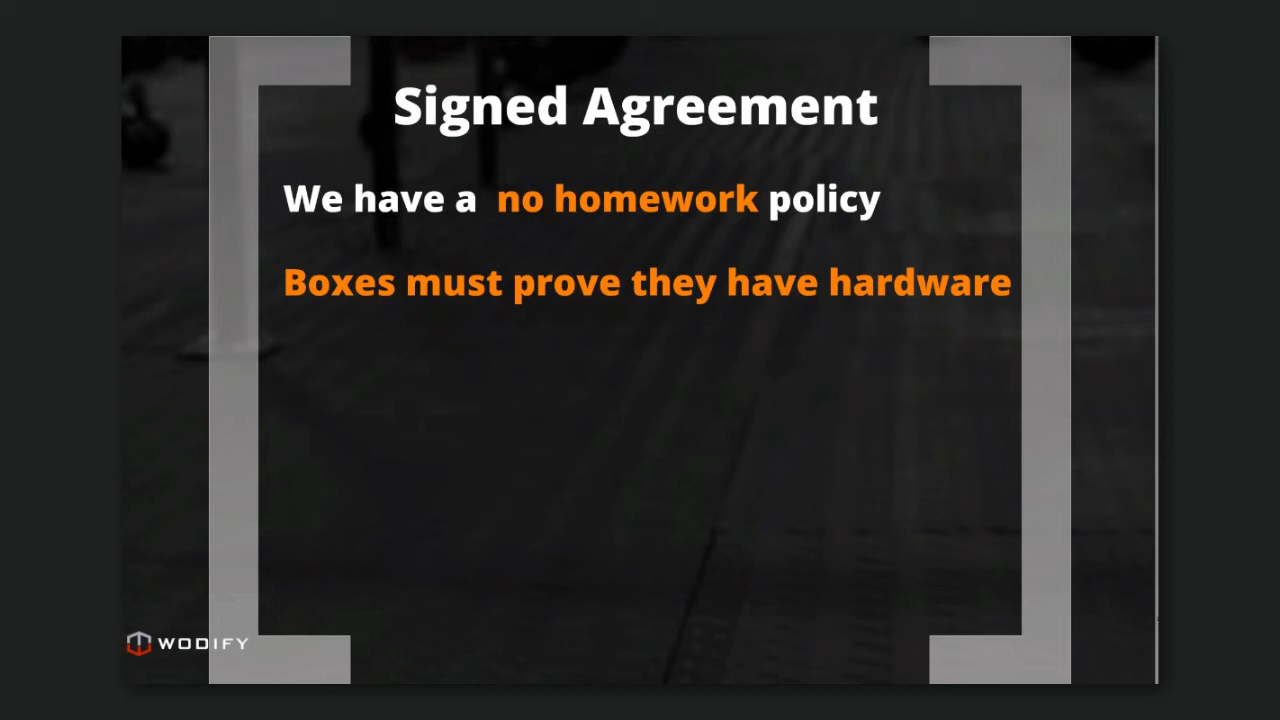 Signed Agreement
We have a no homework policy
Boxes must prove they have hardware
WODIFY